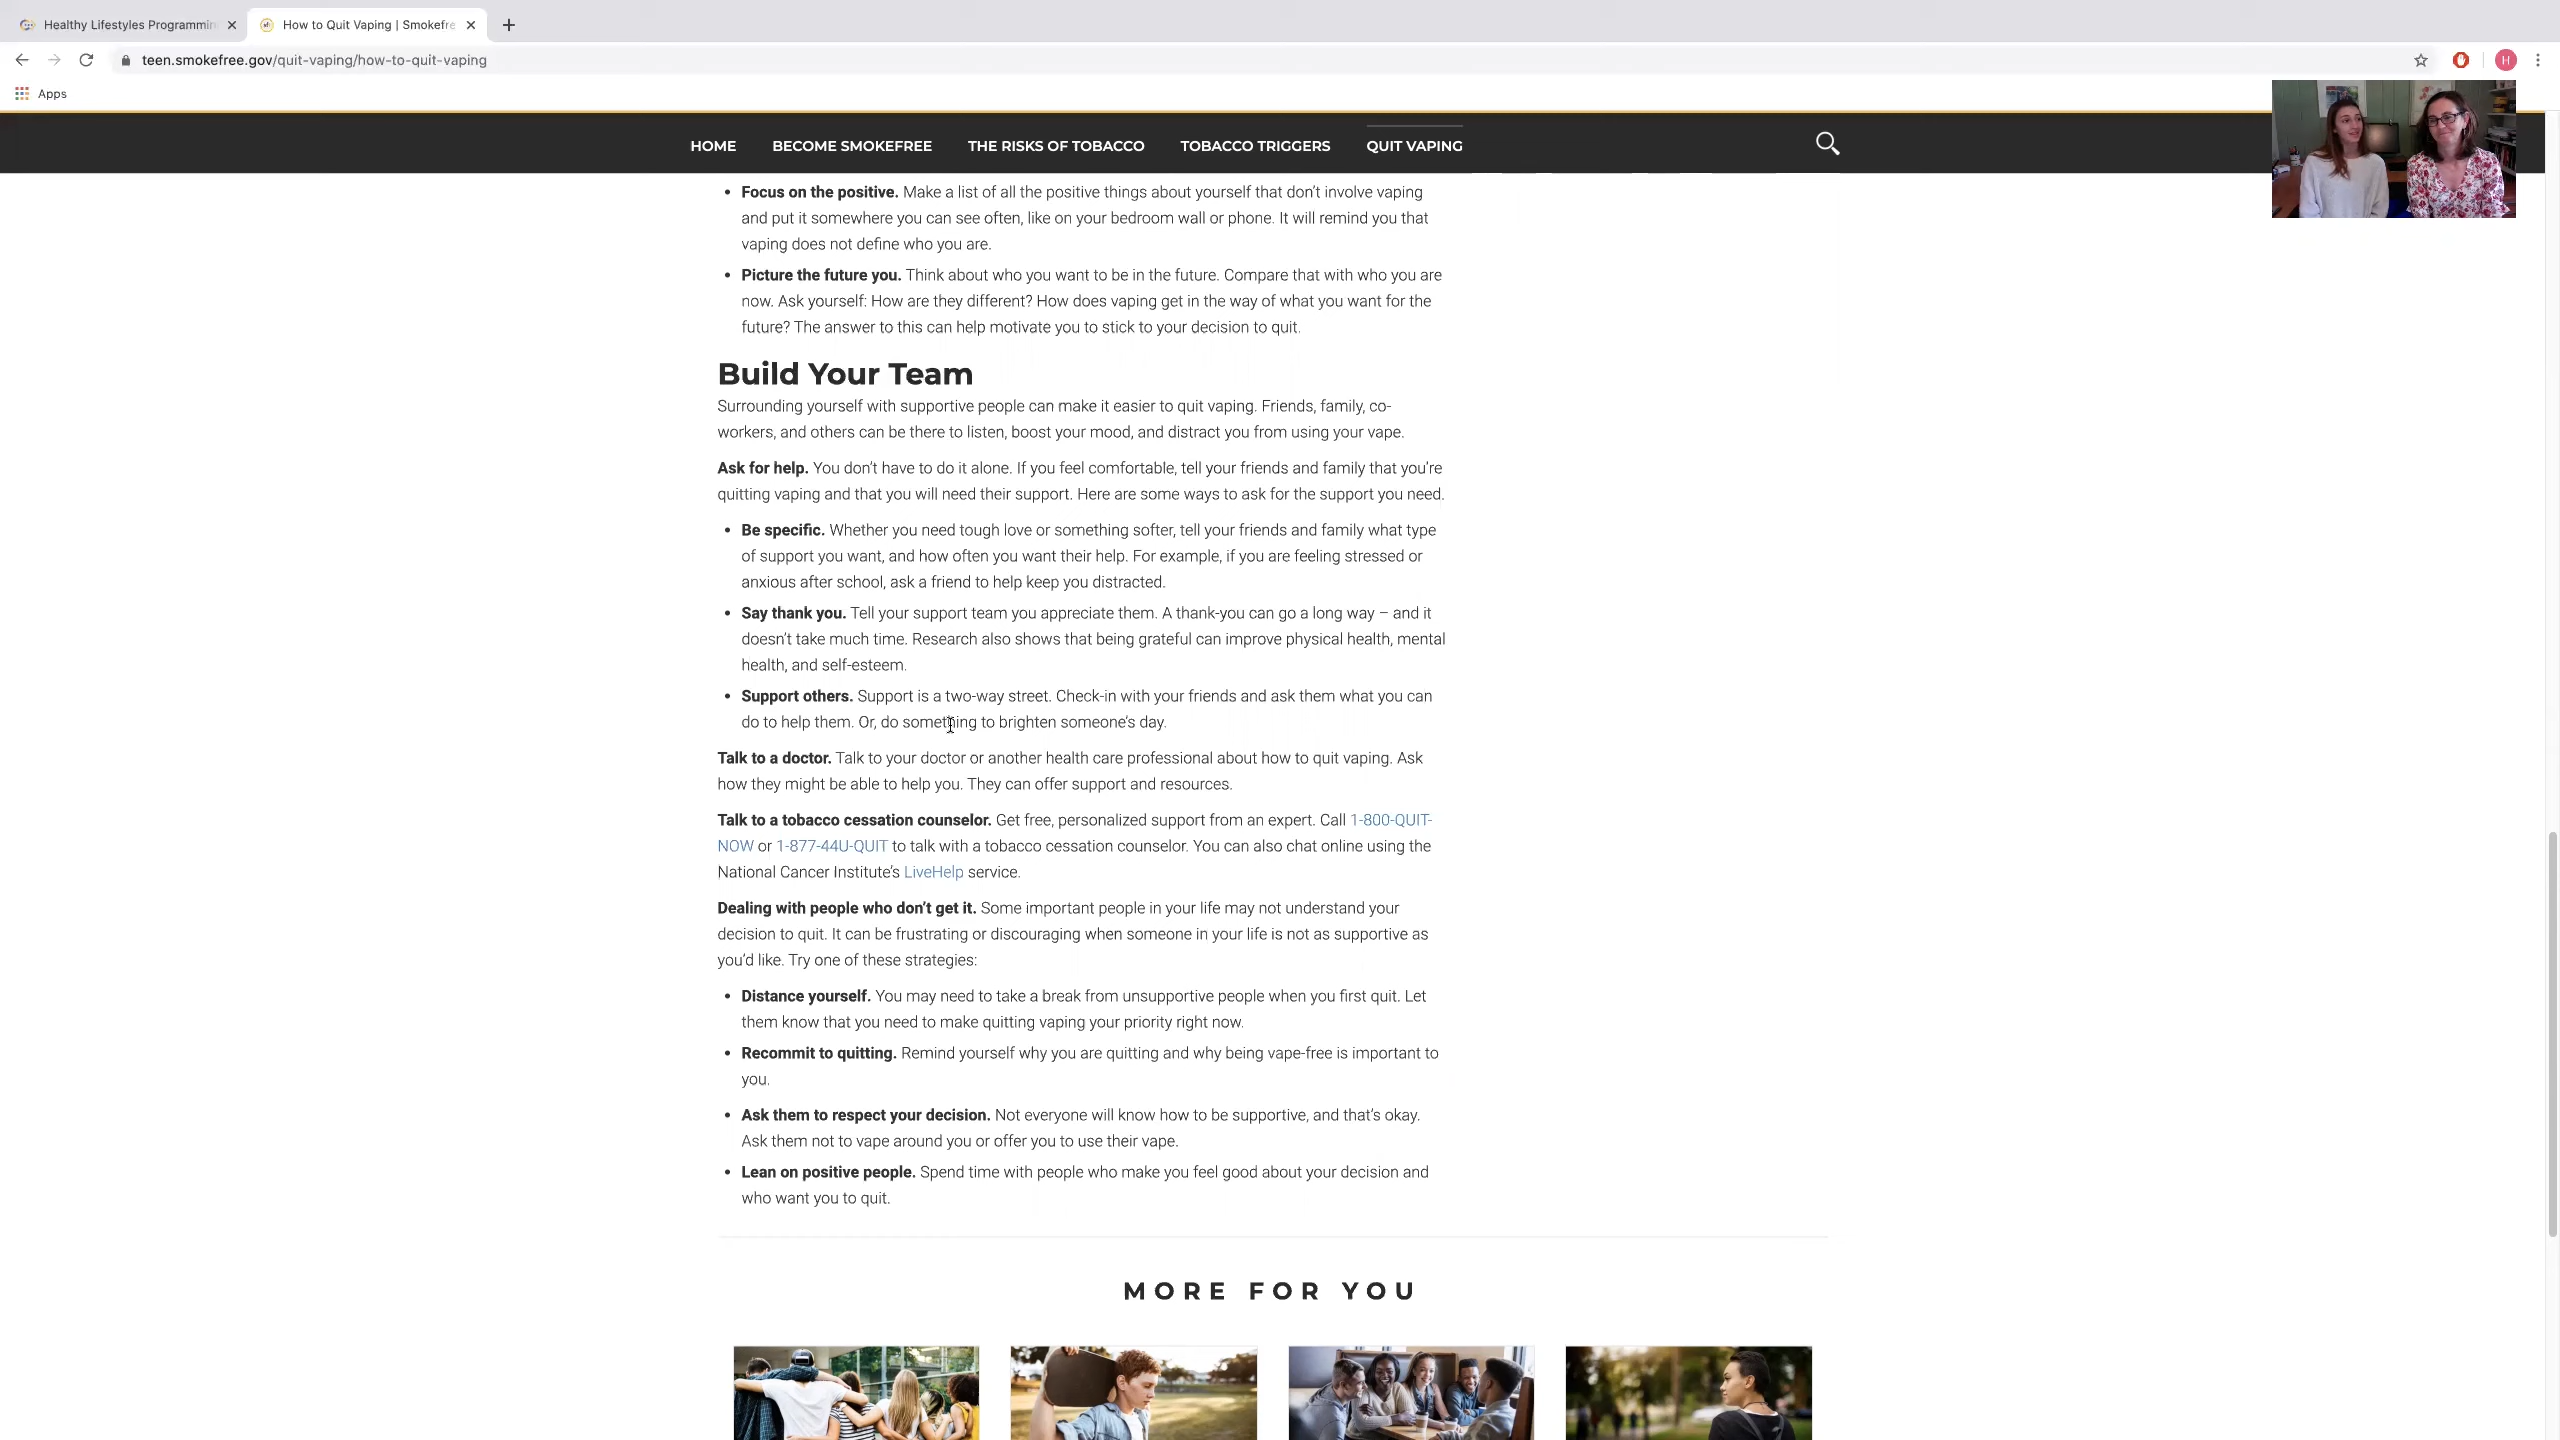 Healthy Lifestyles Programmin
How to Quit Vaping | Smokefre
teen.smokefree.gov/quit-vaping/how-to-quit-vaping
H
Apps
HOME BECOME SMOKEFREE THE RISKS OF TOBACCO TOBACCO TRIGGERS QUIT VAPING
• Focus on the positive. Make a list of all the positive things about yourself that don’t involve vaping
and put it somewhere you can see often, like on your bedroom wall or phone. It will remind you that
vaping does not define who you are.
• Picture the future you. Think about who you want to be in the future. Compare that with who you are
now. Ask yourself: How are they different? How does vaping get in the way of what you want for the
future? The answer to this can help motivate you to stick to your decision to quit.
Build Your Team
Surrounding yourself with supportive people can make it easier to quit vaping. Friends, family, co-
workers, and others can be there to listen, boost your mood, and distract you from using your vape.
Ask for help. You don’t have to do it alone. If you feel comfortable, tell your friends and family that you’re
quitting vaping and that you will need their support. Here are some ways to ask for the support you need.
• Be specific. Whether you need tough love or something softer, tell your friends and family what type
of support you want, and how often you want their help. For example, if you are feeling stressed or
anxious after school, ask a friend to help keep you distracted.
• Say thank you. Tell your support team you appreciate them. A thank-you can go a long way – and it
doesn’t take much time. Research also shows that being grateful can improve physical health, mental
health, and self-esteem.
• Support others. Support is a two-way street. Check-in with your friends and ask them what you can
do to help them. Or, do something to brighten someone’s day.
Talk to a doctor. Talk to your doctor or another health care professional about how to quit vaping. Ask
how they might be able to help you. They can offer support and resources.
Talk to a tobacco cessation counselor. Get free, personalized support from an expert. Call 1-800-QUIT-
NOW or 1-877-44U-QUIT to talk with a tobacco cessation counselor. You can also chat online using the
National Cancer Institute’s LiveHelp service.
Dealing with people who don’t get it. Some important people in your life may not understand your
decision to quit. It can be frustrating or discouraging when someone in your life is not as supportive as
you’d like. Try one of these strategies:
• Distance yourself. You may need to take a break from unsupportive people when you first quit. Let
them know that you need to make quitting vaping your priority right now.
• Recommit to quitting. Remind yourself why you are quitting and why being vape-free is important to
you.
• Ask them to respect your decision. Not everyone will know how to be supportive, and that’s okay.
Ask them not to vape around you or offer you to use their vape.
• Lean on positive people. Spend time with people who make you feel good about your decision and
who want you to quit.
MORE FOR YOU